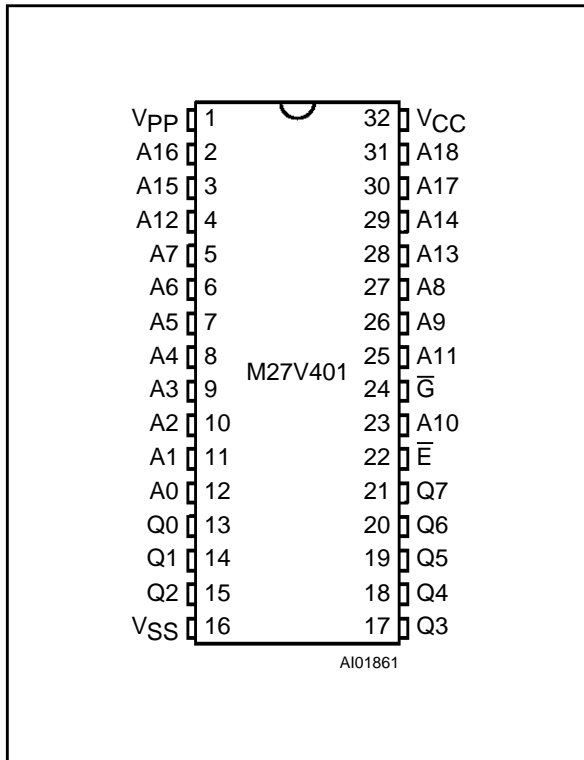 VPP 1 32 VCC
A16 2 31 A18
A15 3 30 A17
A12 4 29 A14
A7 5 28 A13
A6 6 27 A8
A5 7 26 A9
A4 8 25 A11
M27V401
A3 9 24 G̅
A2 10 23 A10
A1 11 22 E̅
A0 12 21 Q7
Q0 13 20 Q6
Q1 14 19 Q5
Q2 15 18 Q4
VSS 16 17 Q3
AI01861